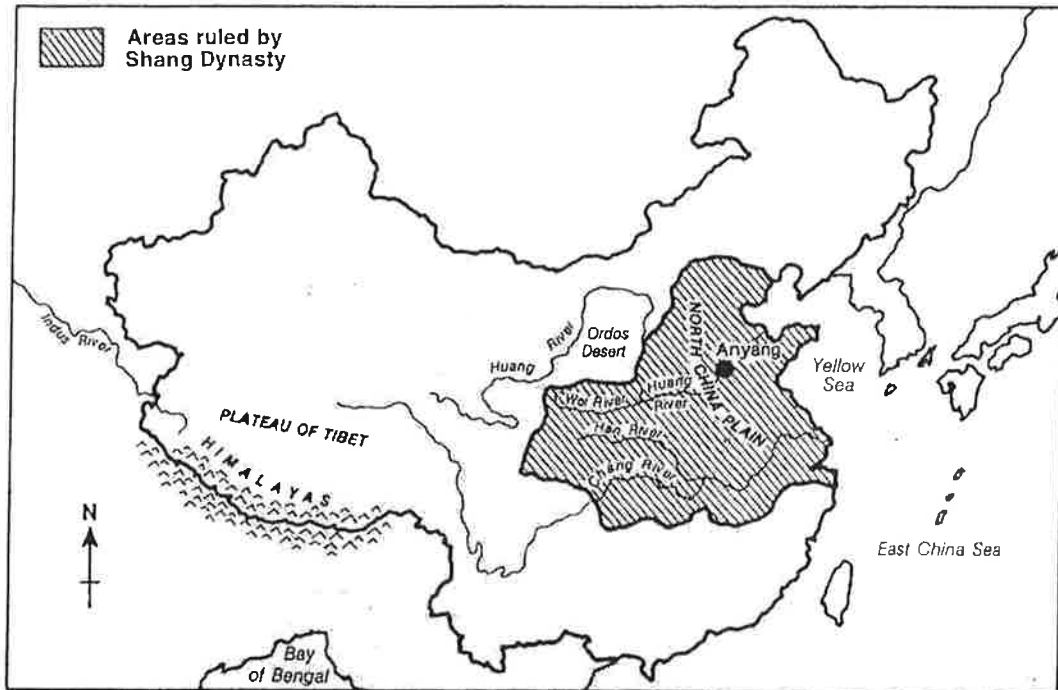 Areas ruled by
Shang Dynasty
Indus River
Huang River
Ordos
Desert
NORTH CHINA PLAIN
Anyang
Yellow
Sea
Wei River
Huang
River
Han River
Chang River
PLATEAU OF TIBET
HIMALAYAS
N
East China Sea
Bay
of Bengal